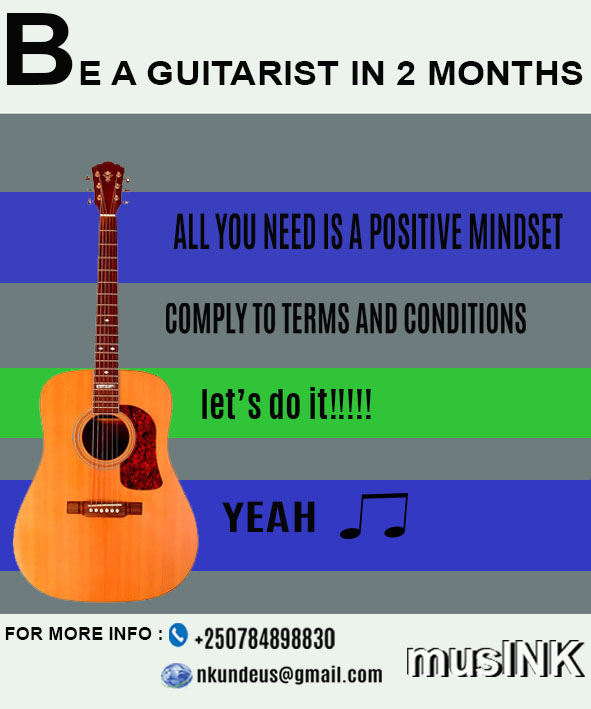 BE A GUITARIST IN 2 MONTHS
ALL YOU NEED IS A POSITIVE MINDSET
COMPLY TO TERMS AND CONDITIONS
let's do it!!!!!
YEAH
FOR MORE INFO : +250784898830
nkundeus@gmail.com
musINK